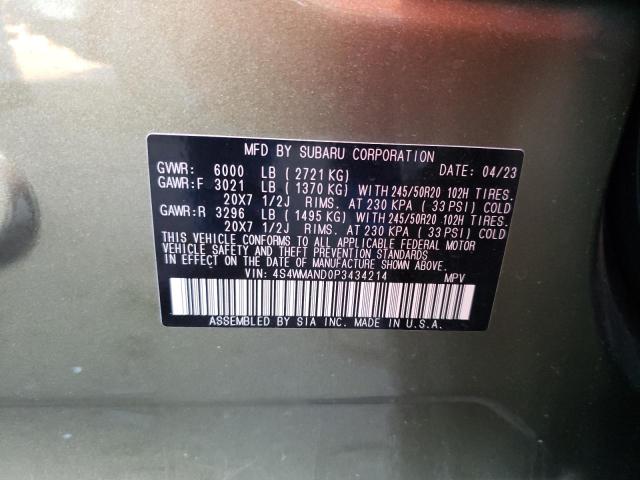 MFD BY SUBARU CORPORATION DATE: 04/23
GVWR: 6000 LB ( 2721 KG)
GAWR:F 3021 LB ( 1370 KG) WITH 245/50R20 102H TIRES.
20X7 1/2J RIMS. AT 230 KPA ( 33 PSI) COLD
GAWR:R 3296 LB ( 1495 KG) WITH 245/50R20 102H TIRES.
20X7 1/2J RIMS. AT 230 KPA ( 33 PSI) COLD
THIS VEHICLE CONFORMS TO ALL APPLICABLE FEDERAL MOTOR
VEHICLE SAFETY AND THEFT PREVENTION STANDARDS
IN EFFECT ON THE DATE OF MANUFACTURE SHOWN ABOVE.
VIN: 4S4WMAND0P3434214 MPV
ASSEMBLED BY SIA INC. MADE IN U.S.A.